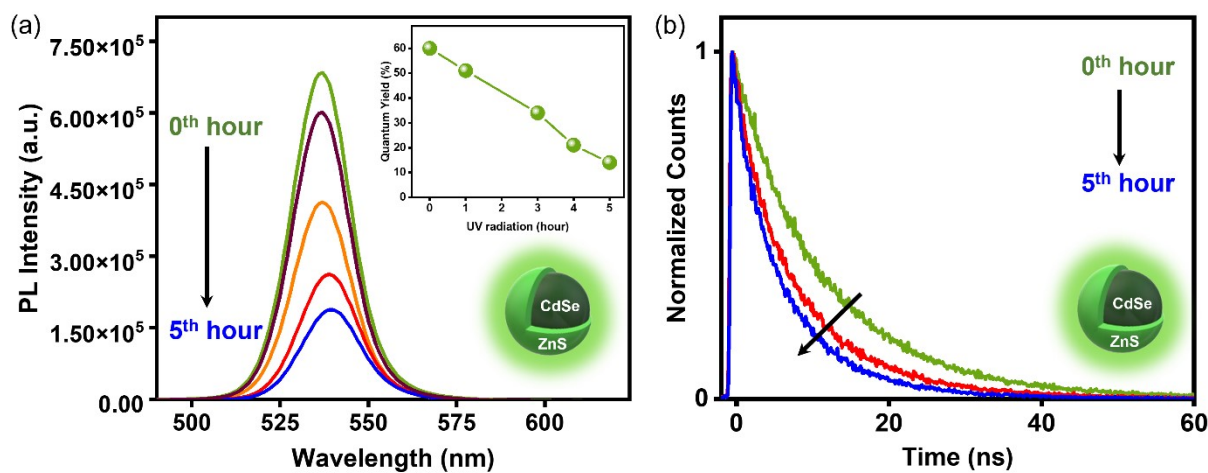 (a)
PL Intensity (a.u.)
7.50×10⁵
6.00×10⁵
4.50×10⁵
3.00×10⁵
1.50×10⁵
0.00
500
525
550
575
600
Wavelength (nm)
0ᵗʰ hour
5ᵗʰ hour
Quantum Yield (%)
60
50
40
30
20
10
0
0
1
2
3
4
5
UV radiation (hour)
CdSe
ZnS
(b)
Normalized Counts
1
0
0
20
40
60
Time (ns)
0ᵗʰ hour
5ᵗʰ hour
CdSe
ZnS